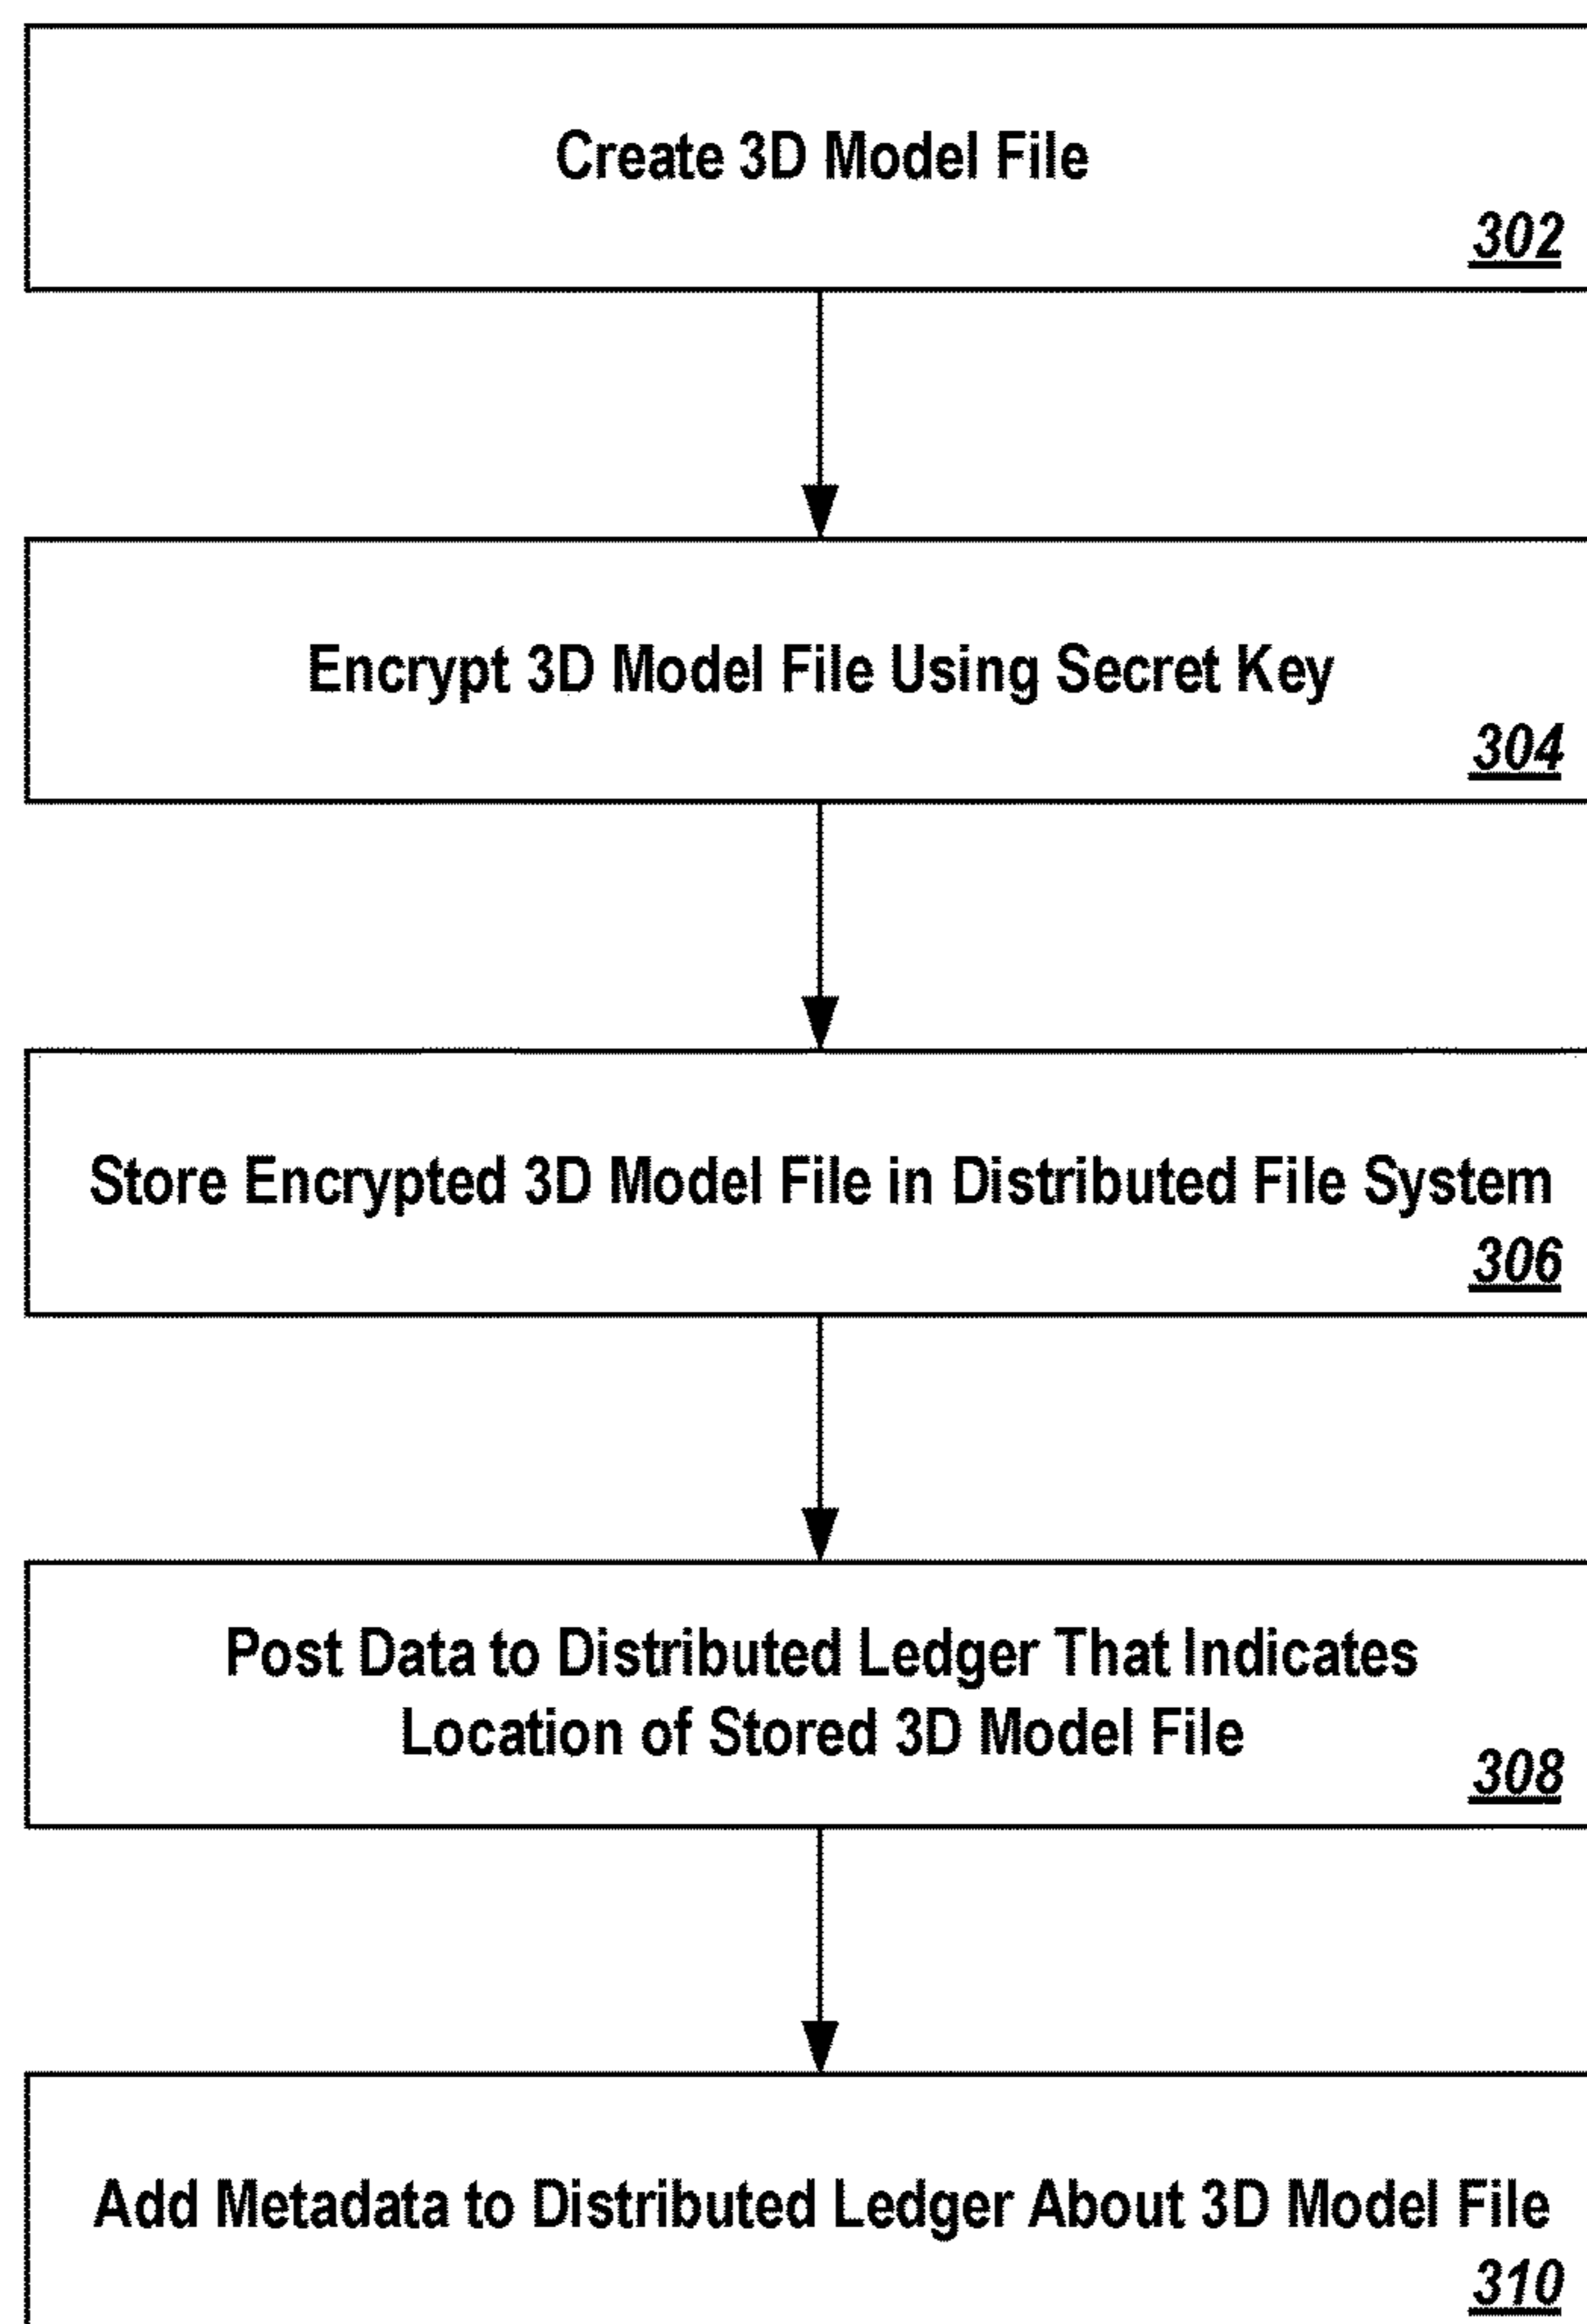 Create 3D Model File
302
Encrypt 3D Model File Using Secret Key
304
Store Encrypted 3D Model File in Distributed File System
306
Post Data to Distributed Ledger That Indicates
Location of Stored 3D Model File
308
Add Metadata to Distributed Ledger About 3D Model File
310